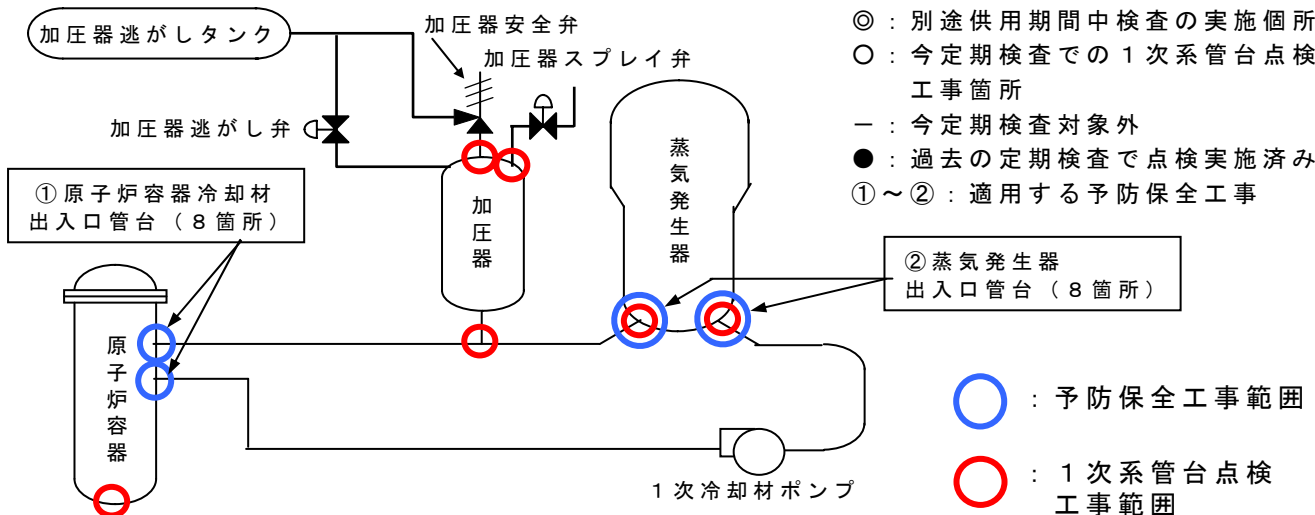 加圧器逃がしタンク
加圧器安全弁
加圧器スプレイ弁
加圧器逃がし弁
①原子炉容器冷却材
出入口管台（８箇所）
加圧器
蒸気発生器
原子炉容器
②蒸気発生器
出入口管台（８箇所）
１次冷却材ポンプ
◎：別途供用期間中検査の実施個所
○：今定期検査での１次系管台点検
工事箇所
－：今定期検査対象外
●：過去の定期検査で点検実施済み
①～②：適用する予防保全工事
：予防保全工事範囲
：１次系管台点検
工事範囲